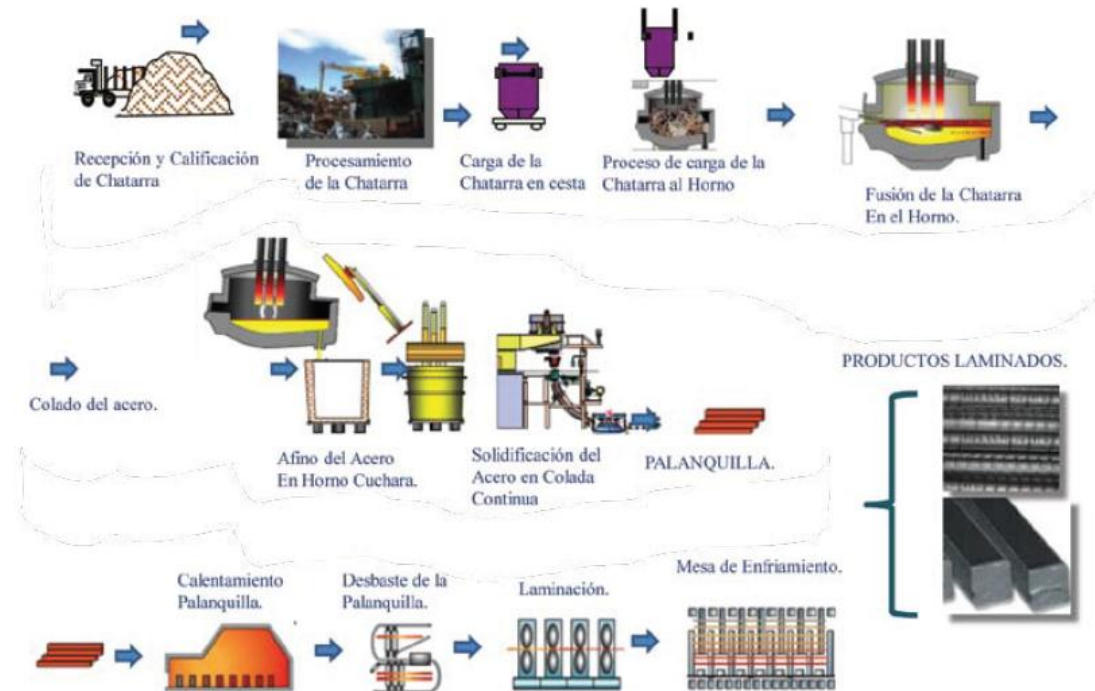 Recepción y Calificación
de Chatarra
Procesamiento
de la Chatarra
Carga de la
Chatarra en cesta
Proceso de carga de la
Chatarra al Horno
Fusión de la Chatarra
En el Horno.
Colado del acero.
Afino del Acero
En Horno Cuchara.
Solidificación del
Acero en Colada
Continua
PALANQUILLA.
PRODUCTOS LAMINADOS.
Calentamiento
Palanquilla.
Desbaste de la
Palanquilla.
Laminación.
Mesa de Enfriamiento.